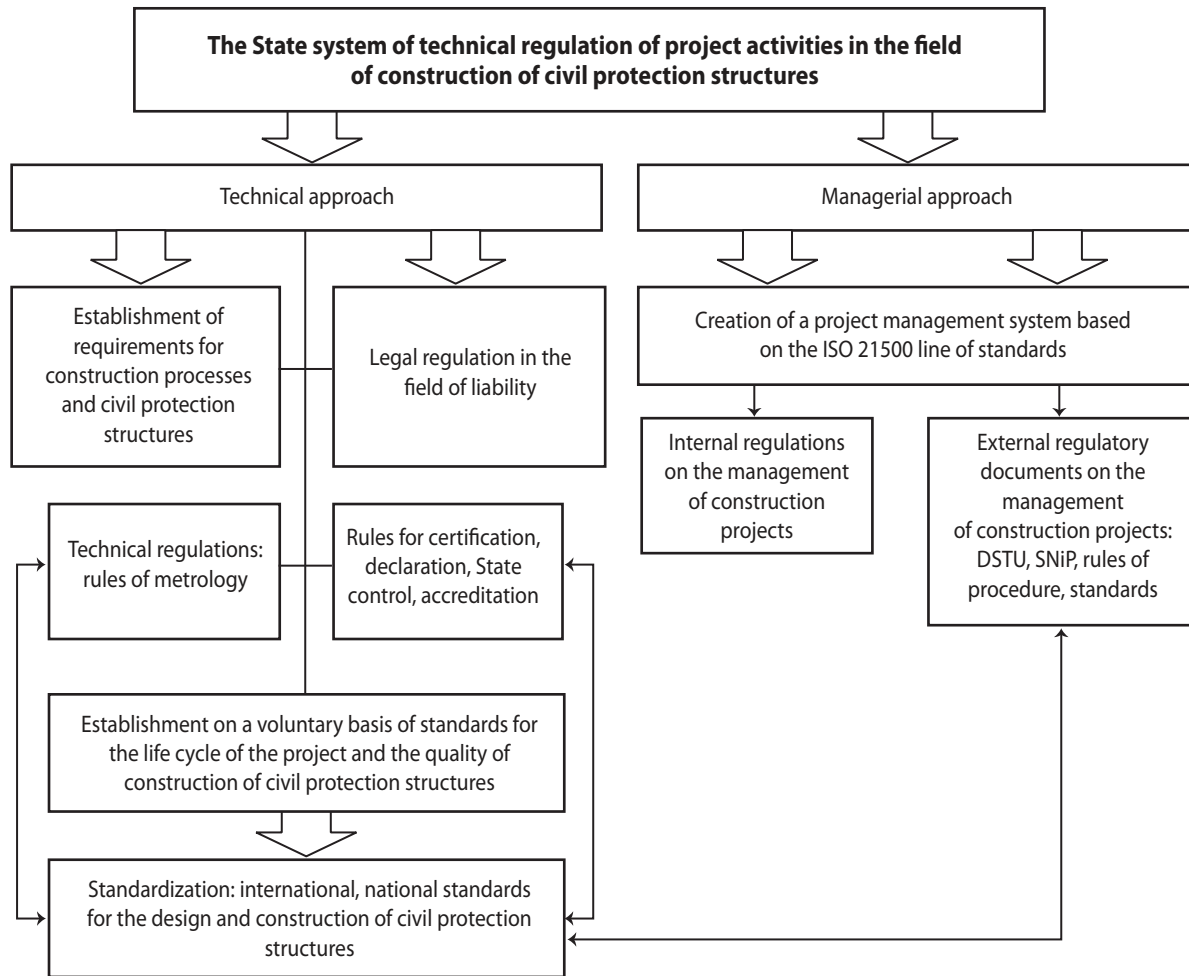 The State system of technical regulation of project activities in the field
of construction of civil protection structures
Technical approach
Managerial approach
Establishment of
requirements for
construction processes
and civil protection
structures
Legal regulation in the
field of liability
Creation of a project management system based
on the ISO 21500 line of standards
Internal regulations
on the management
of construction
projects
External regulatory
documents on the
management
of construction projects:
DSTU, SNiP, rules of
procedure, standards
Technical regulations:
rules of metrology
Rules for certification,
declaration, State
control, accreditation
Establishment on a voluntary basis of standards for
the life cycle of the project and the quality of
construction of civil protection structures
Standardization: international, national standards
for the design and construction of civil protection
structures